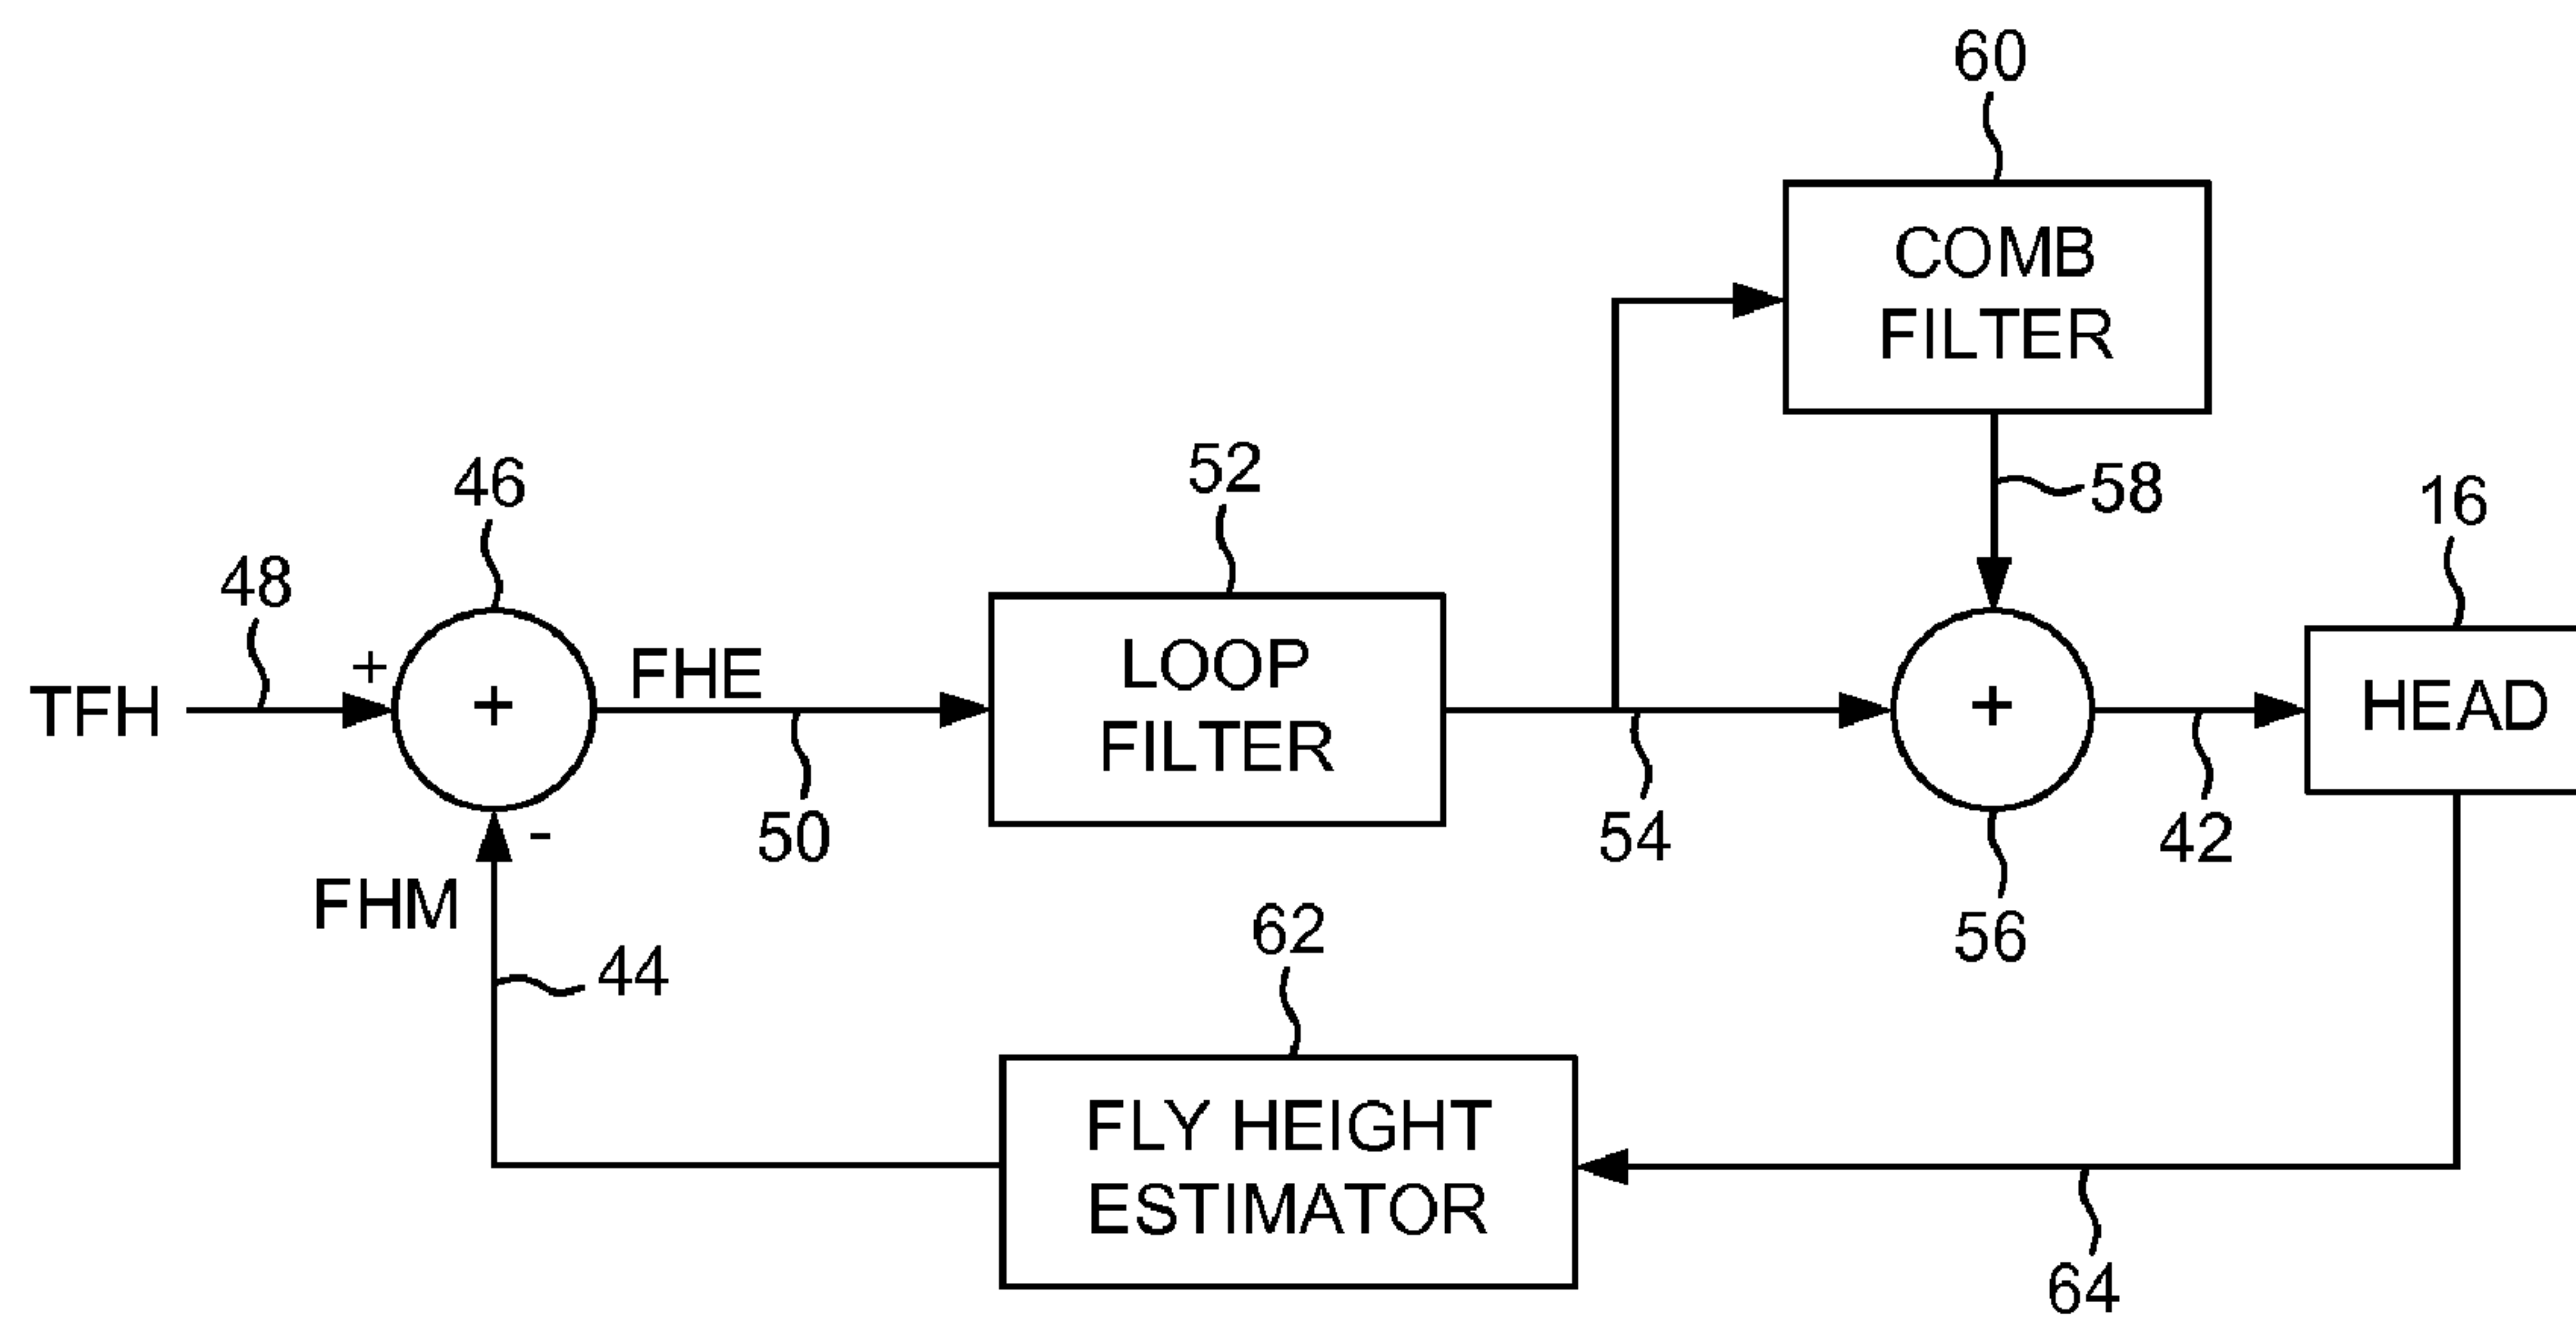 60
COMB
FILTER
58
16
HEAD
46
48
TFH
+
+
-
FHE
50
52
LOOP
FILTER
54
+
56
42
FHM
44
62
FLY HEIGHT
ESTIMATOR
64